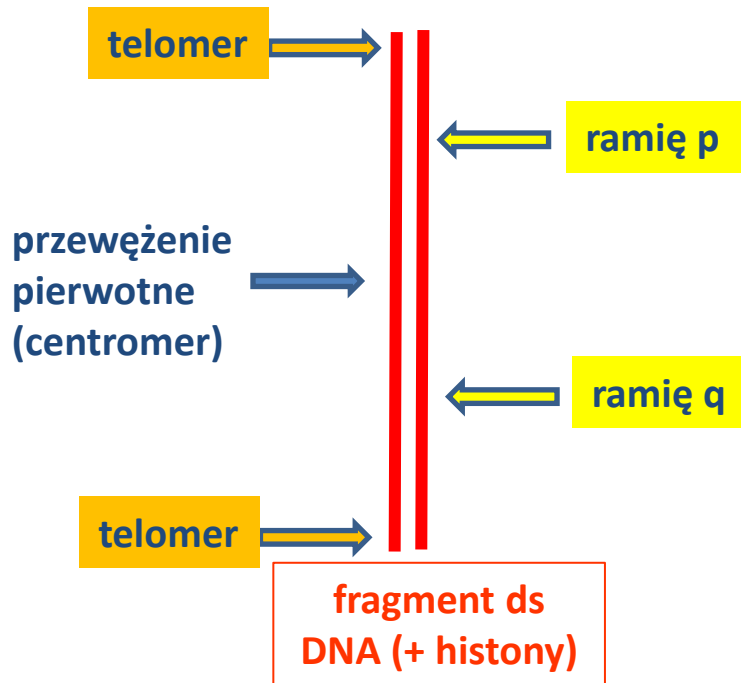 telomer
ramię p
przewężenie
pierwotne
(centromer)
ramię q
telomer
fragment ds
DNA (+ histony)